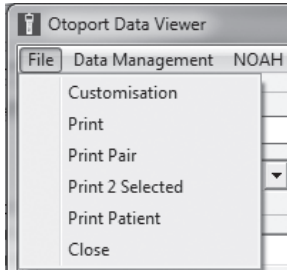 Otoport Data Viewer
File Data Management NOAH
Customisation
Print
Print Pair
Print 2 Selected
Print Patient
Close